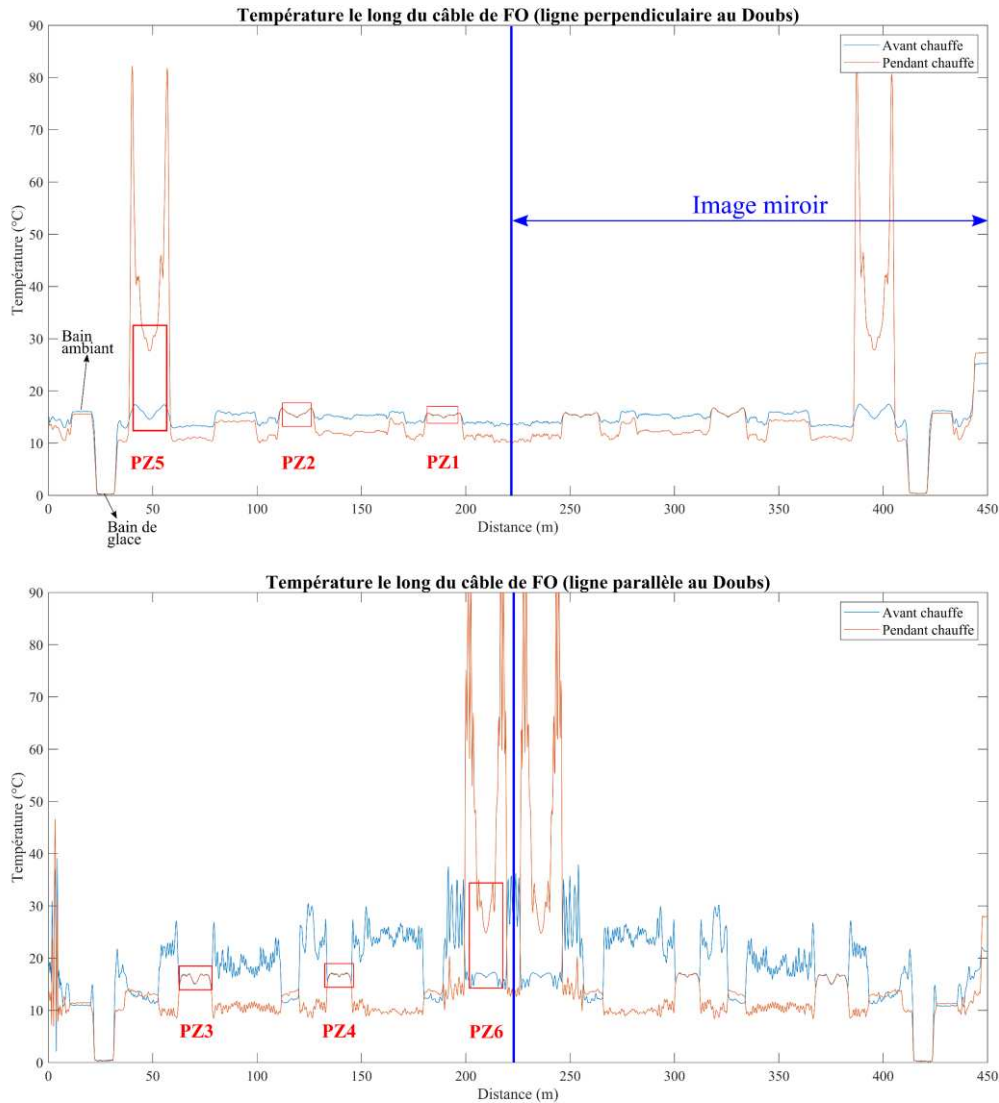 Température le long du câble de FO (ligne perpendiculaire au Doubs)
90
80
70
60
50
40
30
20
10
0
Température (°C)
Avant chauffe
Pendant chauffe
Image miroir
Bain
ambiant
PZ5
PZ2
PZ1
Bain de
glace
0 50 100 150 200 250 300 350 400 450
Distance (m)
Température le long du câble de FO (ligne parallèle au Doubs)
90
80
70
60
50
40
30
20
10
0
Température (°C)
Avant chauffe
Pendant chauffe
PZ3
PZ4
PZ6
0 50 100 150 200 250 300 350 400 450
Distance (m)